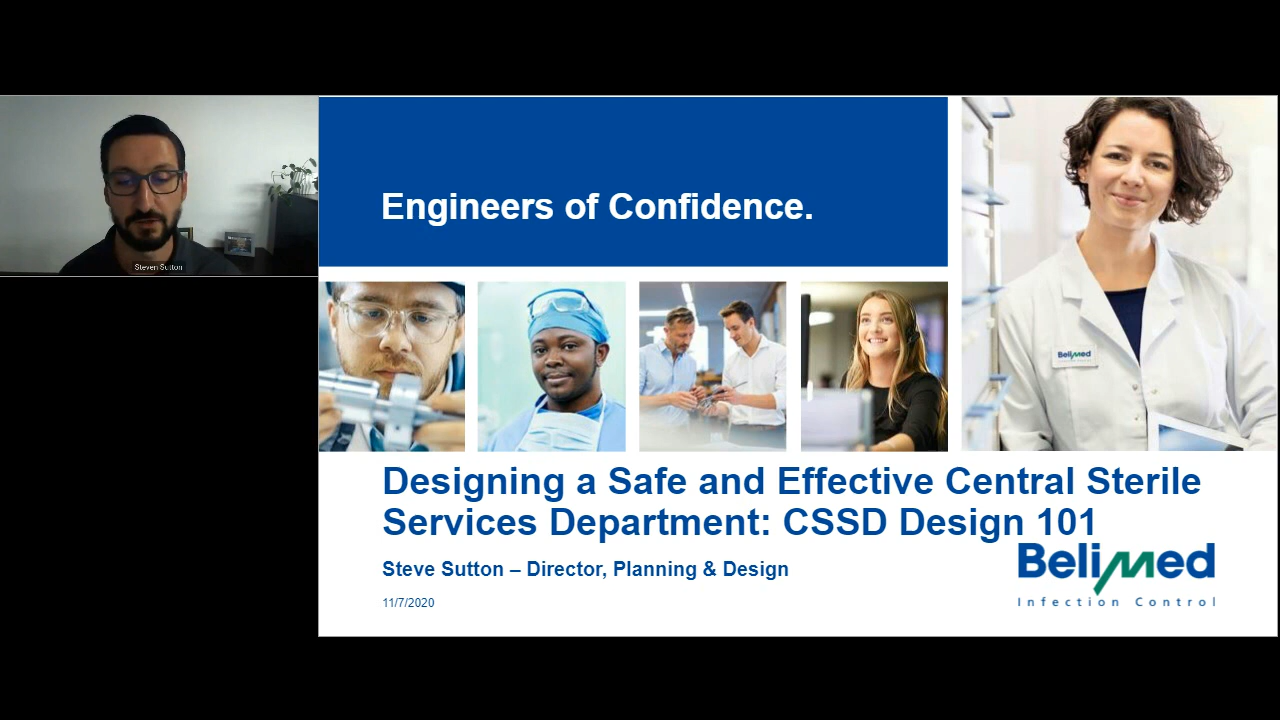 Steven Sutton
Engineers of Confidence.
Belimed
Designing a Safe and Effective Central Sterile
Services Department: CSSD Design 101
Steve Sutton – Director, Planning & Design
11/7/2020
Belimed
Infection Control